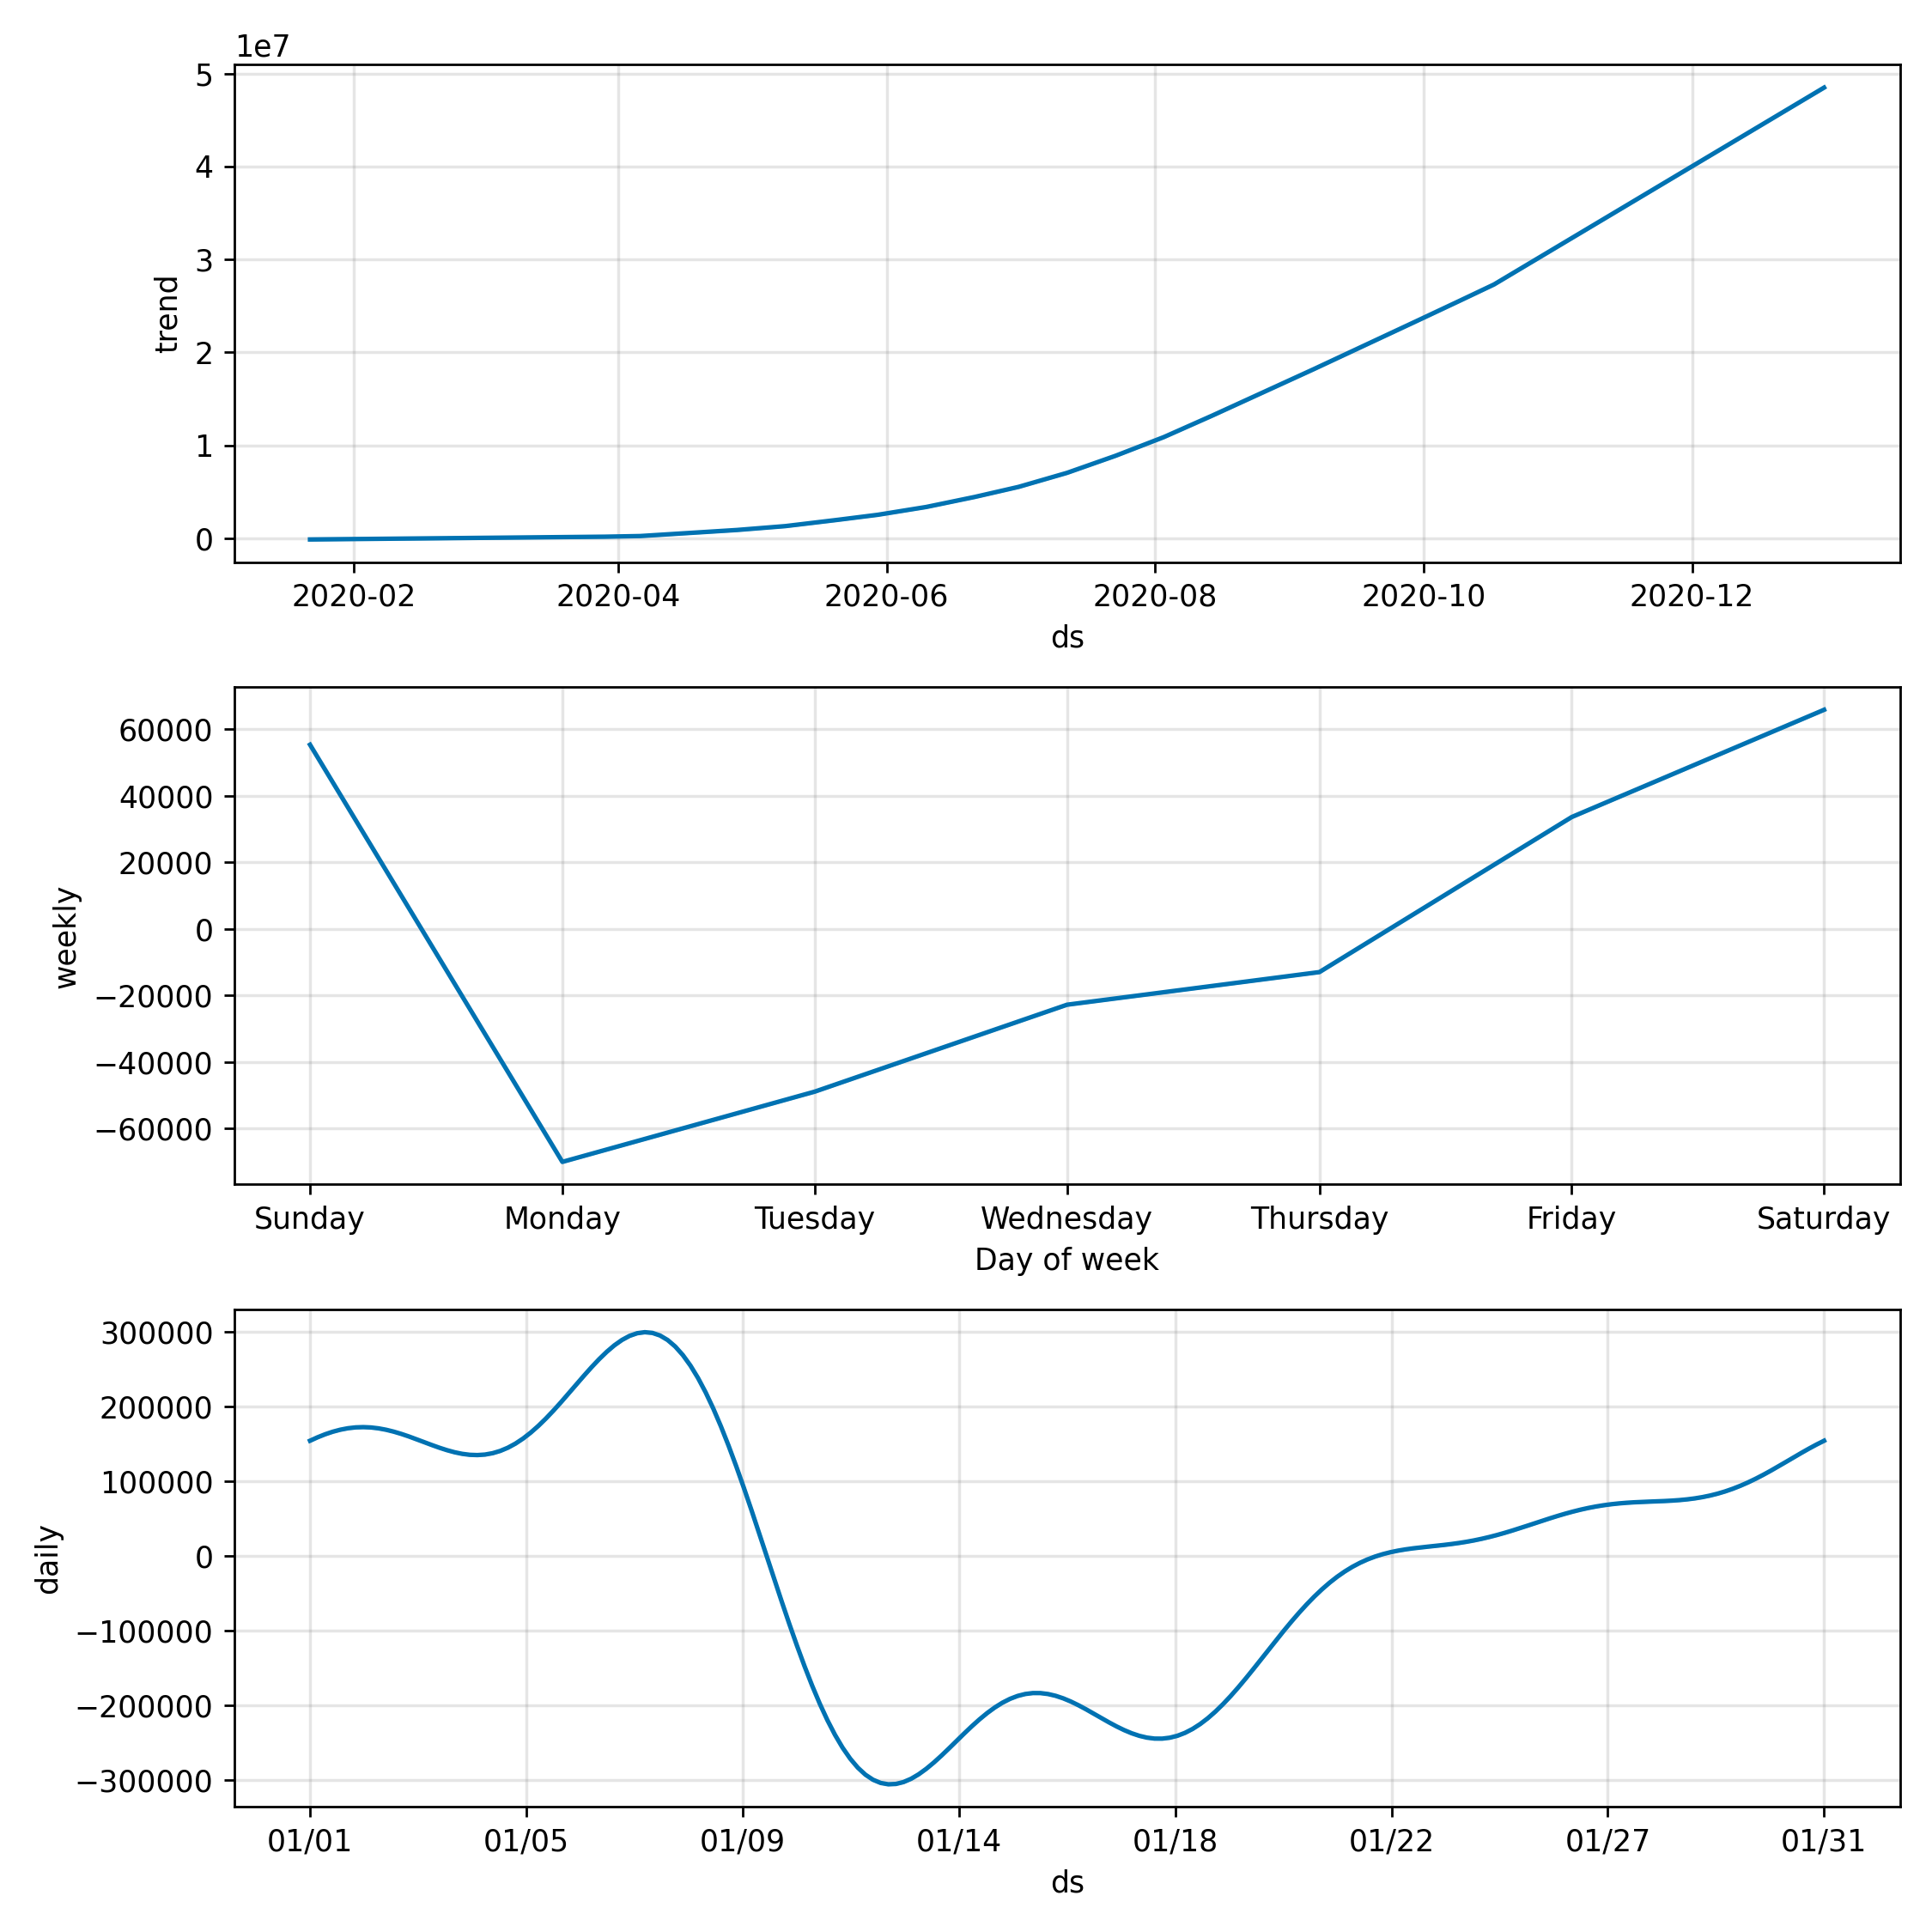 1e7
5
4
3
2
1
0
trend
2020-02 2020-04 2020-06 2020-08 2020-10 2020-12
ds
60000
40000
20000
0
−20000
−40000
−60000
weekly
Sunday Monday Tuesday Wednesday Thursday Friday Saturday
Day of week
300000
200000
100000
0
−100000
−200000
−300000
daily
01/01 01/05 01/09 01/14 01/18 01/22 01/27 01/31
ds